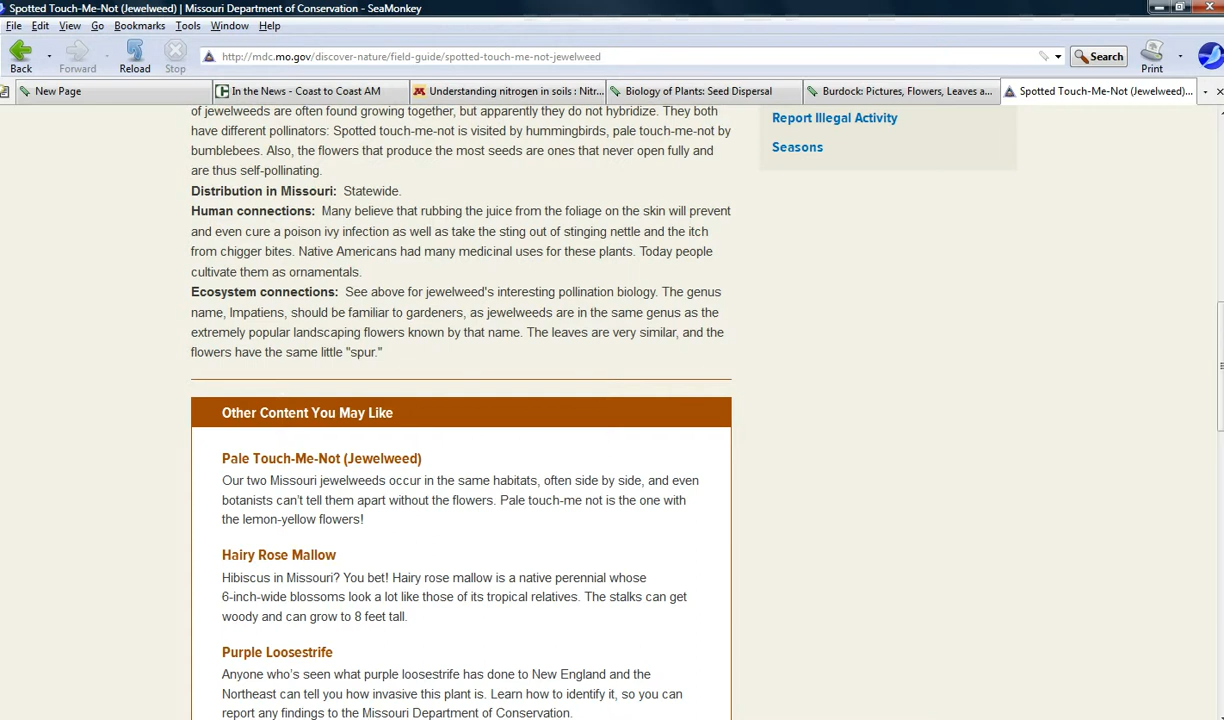 Spotted Touch-Me-Not (Jewelweed) | Missouri Department of Conservation - SeaMonkey
File Edit View Go Bookmarks Tools Window Help
Back Forward Reload Stop http://mdc.mo.gov/discover-nature/field-guide/spotted-touch-me-not-jewelweed Search Print
New Page In the News - Coast to Coast AM Understanding nitrogen in soils : Nitr... Biology of Plants: Seed Dispersal Burdock: Pictures, Flowers, Leaves a... Spotted Touch-Me-Not (Jewelweed)...
of jewelweeds are often found growing together, but apparently they do not hybridize. They both
have different pollinators: Spotted touch-me-not is visited by hummingbirds, pale touch-me-not by
bumblebees. Also, the flowers that produce the most seeds are ones that never open fully and
are thus self-pollinating.
Distribution in Missouri: Statewide.
Human connections: Many believe that rubbing the juice from the foliage on the skin will prevent
and even cure a poison ivy infection as well as take the sting out of stinging nettle and the itch
from chigger bites. Native Americans had many medicinal uses for these plants. Today people
cultivate them as ornamentals.
Ecosystem connections: See above for jewelweed's interesting pollination biology. The genus
name, Impatiens, should be familiar to gardeners, as jewelweeds are in the same genus as the
extremely popular landscaping flowers known by that name. The leaves are very similar, and the
flowers have the same little "spur."
Report Illegal Activity
Seasons
Other Content You May Like
Pale Touch-Me-Not (Jewelweed)
Our two Missouri jewelweeds occur in the same habitats, often side by side, and even
botanists can't tell them apart without the flowers. Pale touch-me not is the one with
the lemon-yellow flowers!
Hairy Rose Mallow
Hibiscus in Missouri? You bet! Hairy rose mallow is a native perennial whose
6-inch-wide blossoms look a lot like those of its tropical relatives. The stalks can get
woody and can grow to 8 feet tall.
Purple Loosestrife
Anyone who's seen what purple loosestrife has done to New England and the
Northeast can tell you how invasive this plant is. Learn how to identify it, so you can
report any findings to the Missouri Department of Conservation.